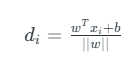 d_i = \frac{w^T x_i + b}{||w||}